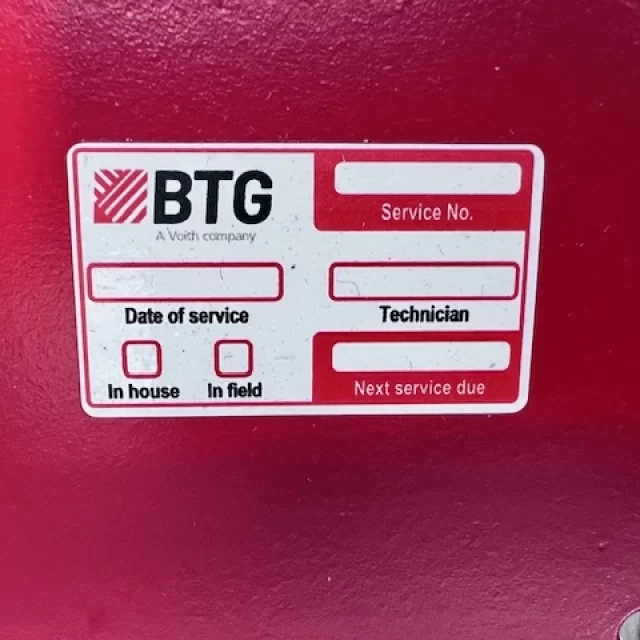 BTG
A Voith company
Service No.
Date of service
Technician
In house
In field
Next service due